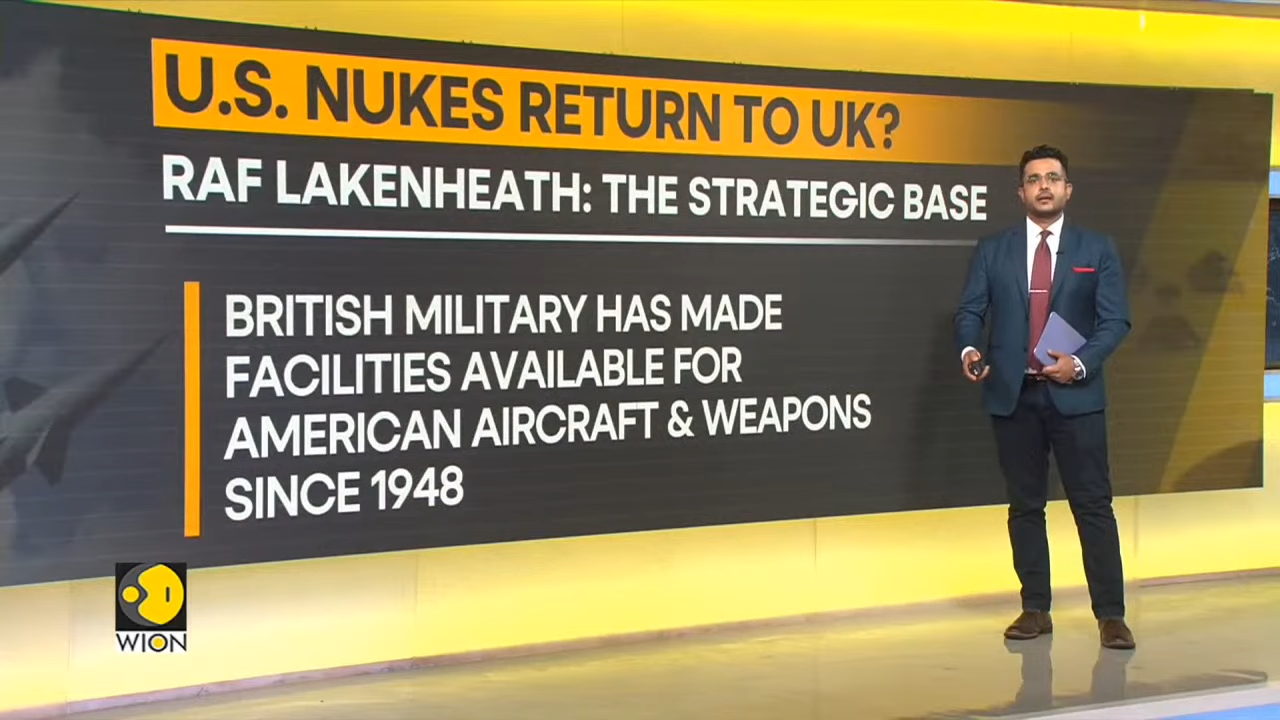 U.S. NUKES RETURN TO UK?
RAF LAKENHEATH: THE STRATEGIC BASE
BRITISH MILITARY HAS MADE
FACILITIES AVAILABLE FOR
AMERICAN AIRCRAFT & WEAPONS
SINCE 1948
WION